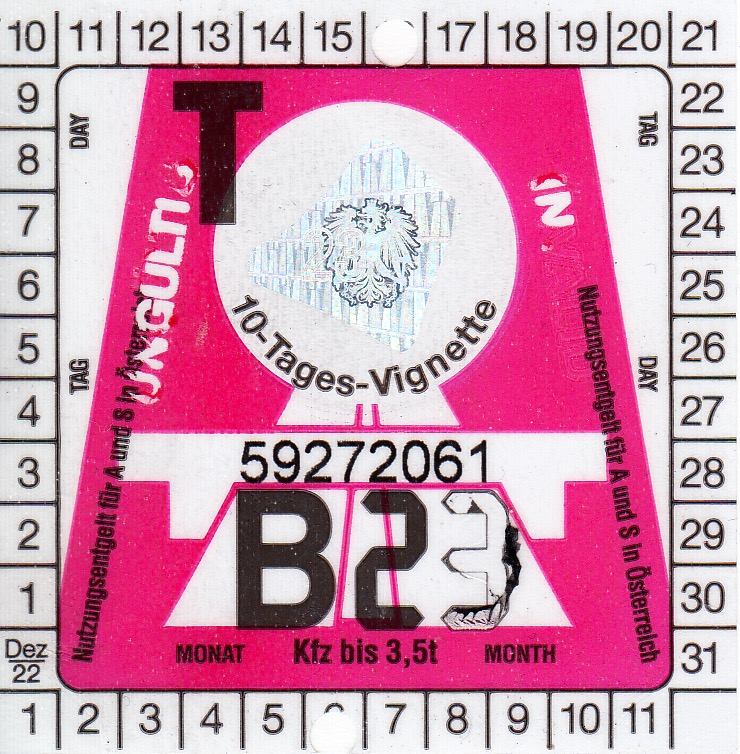 10 11 12 13 14 15 17 18 19 20 21
9
8
7
6
5
4
3
2
1
Dez
22
DAY
TAG
T
TAG
DAY
UNGÜLTIG
INVALID
10-Tages-Vignette
Nutzungsentgelt für A und S in Österreich
Nutzungsentgelt für A und S in Österreich
59272061
B23
MONAT Kfz bis 3,5t MONTH
22
23
24
25
26
27
28
29
30
31
1 2 3 4 5 7 8 9 10 11